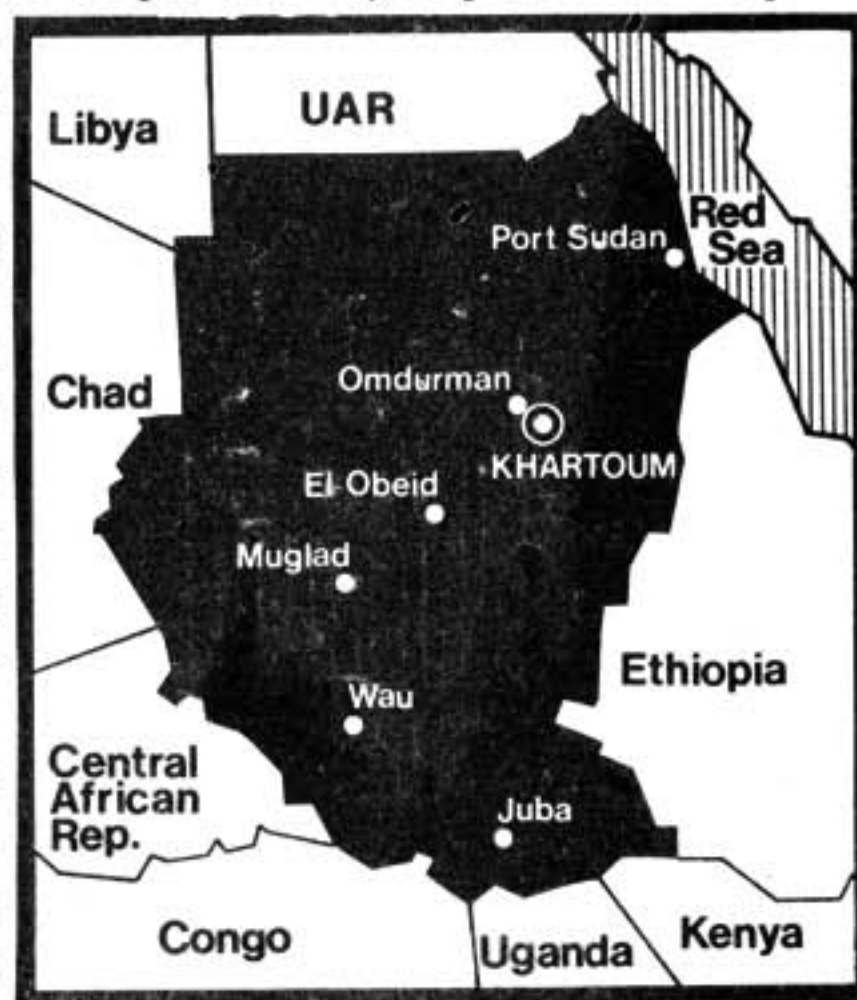 UAR
Libya
Red
Sea
Port Sudan
Chad
Omdurman
KHARTOUM
El Obeid
Muglad
Ethiopia
Wau
Central
African
Rep.
Juba
Congo
Uganda
Kenya